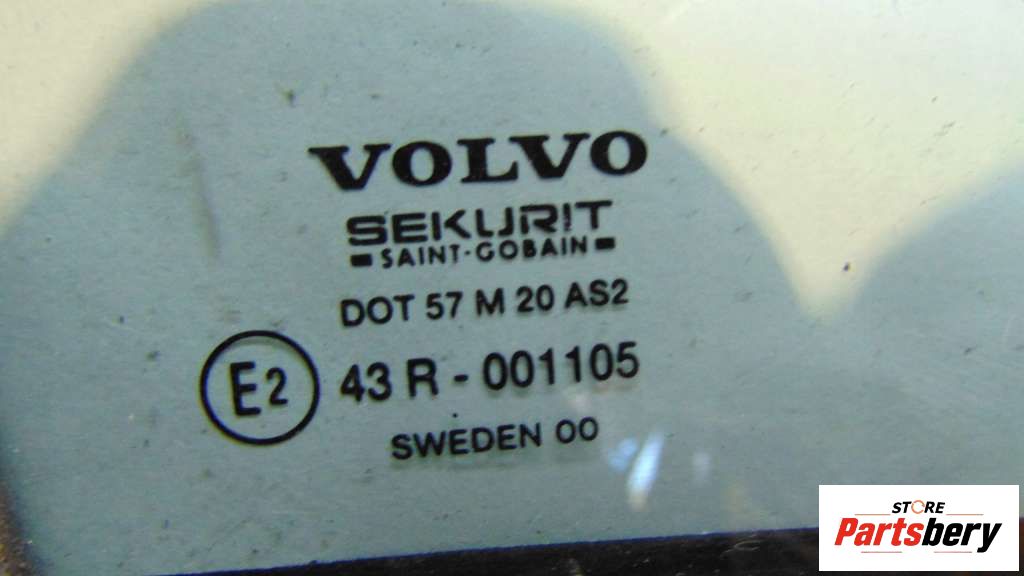 VOLVO
SEKURIT
SAINT-GOBAIN
DOT 57 M 20 AS2
E2 43 R - 001105
SWEDEN 00
STORE
Partsbery